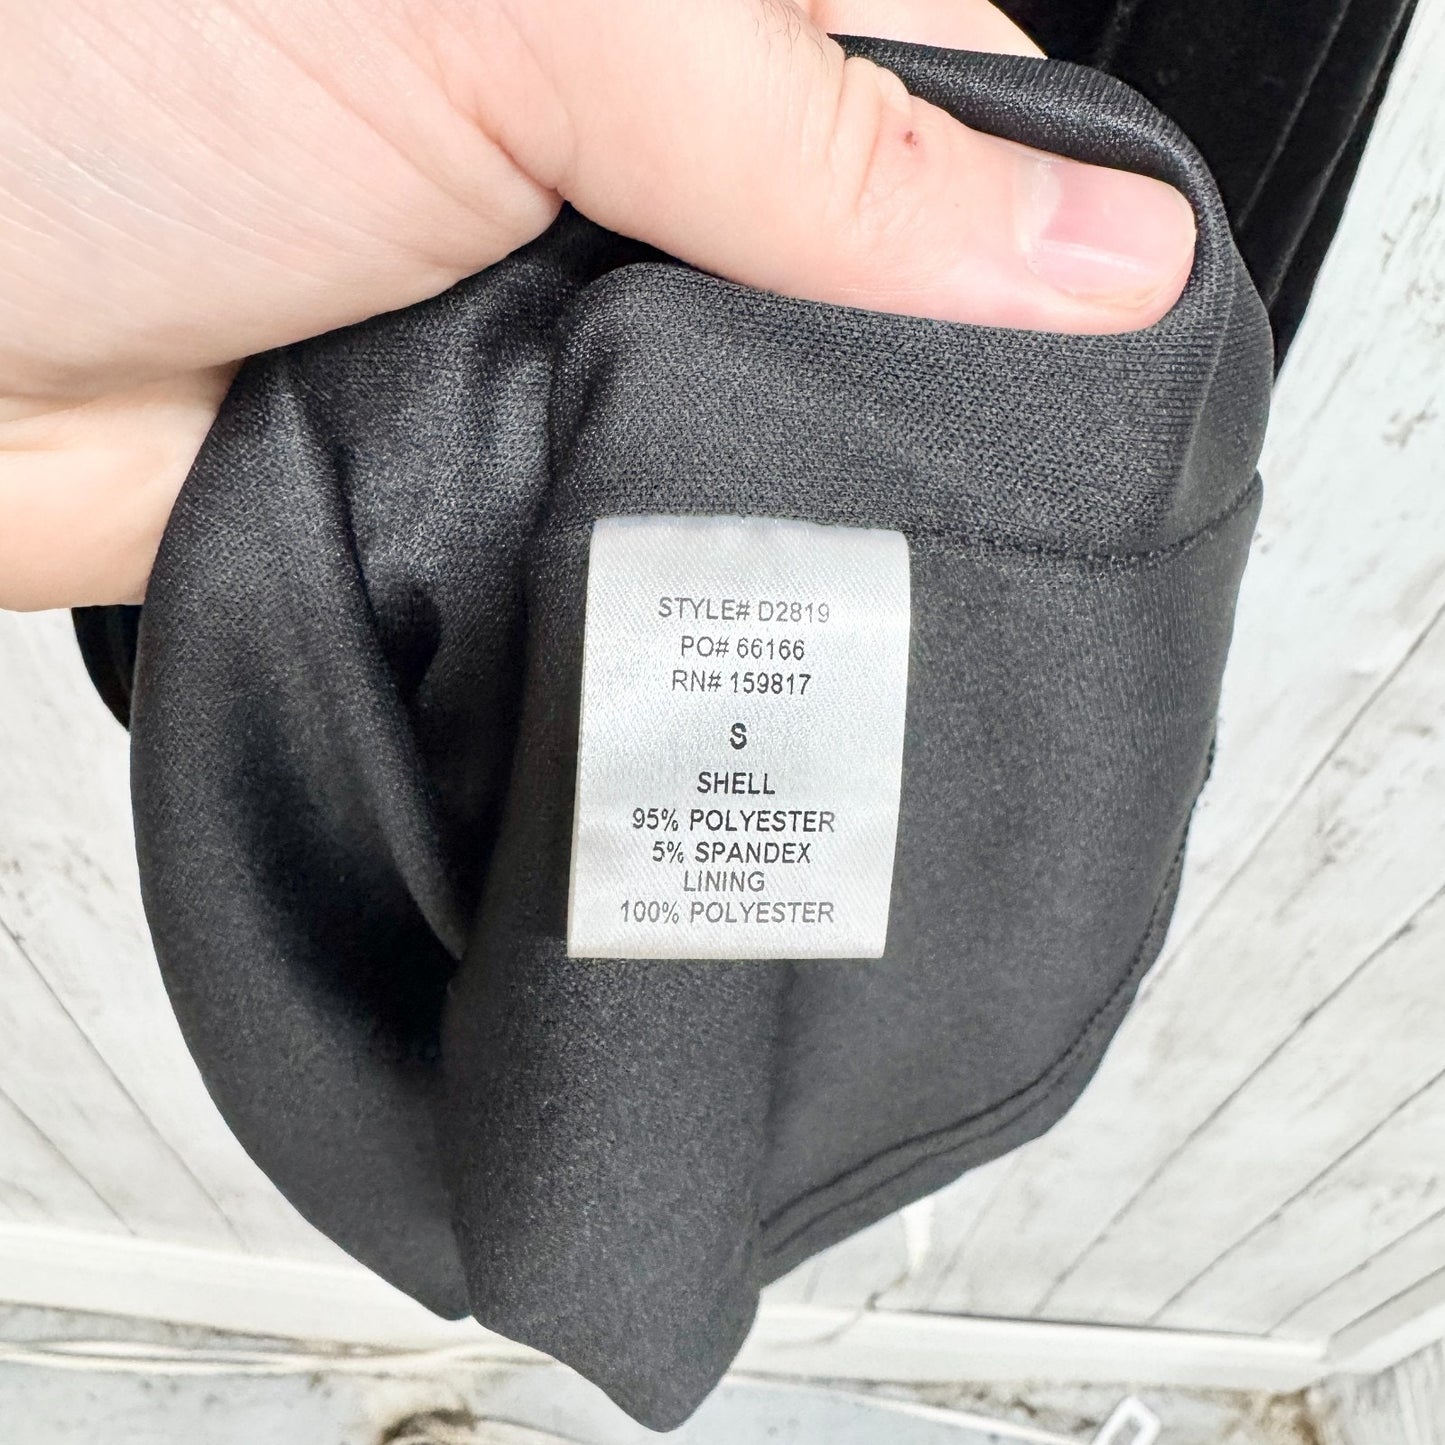 STYLE# D2819
PO# 66166
RN# 159817
S
SHELL
95% POLYESTER
5% SPANDEX
LINING
100% POLYESTER